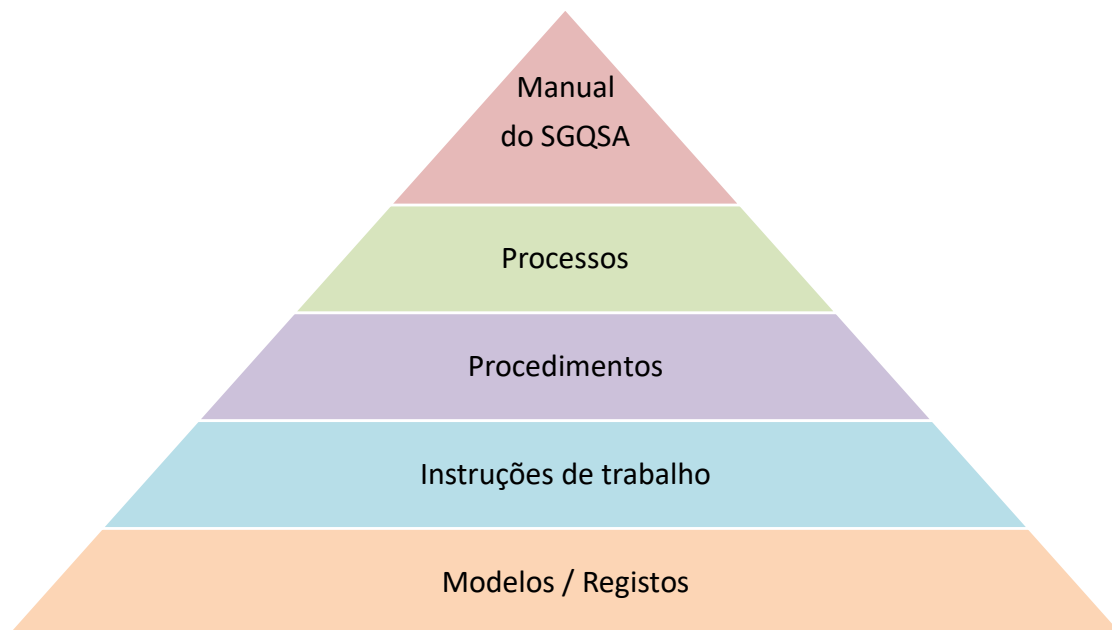 Manual
do SGQSA
Processos
Procedimentos
Instruções de trabalho
Modelos / Registos